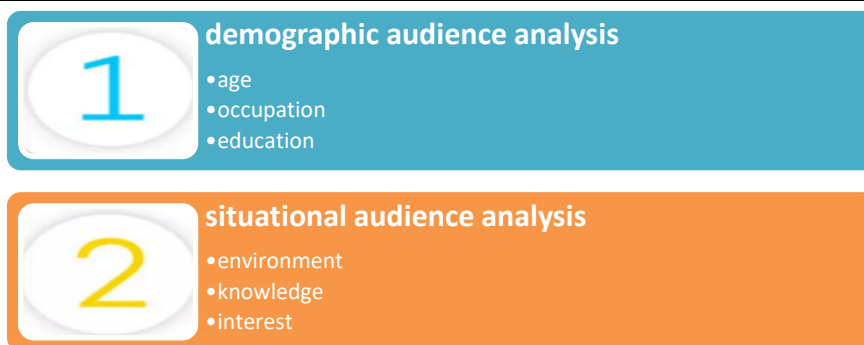 1
demographic audience analysis
•age
•occupation
•education
2
situational audience analysis
•environment
•knowledge
•interest